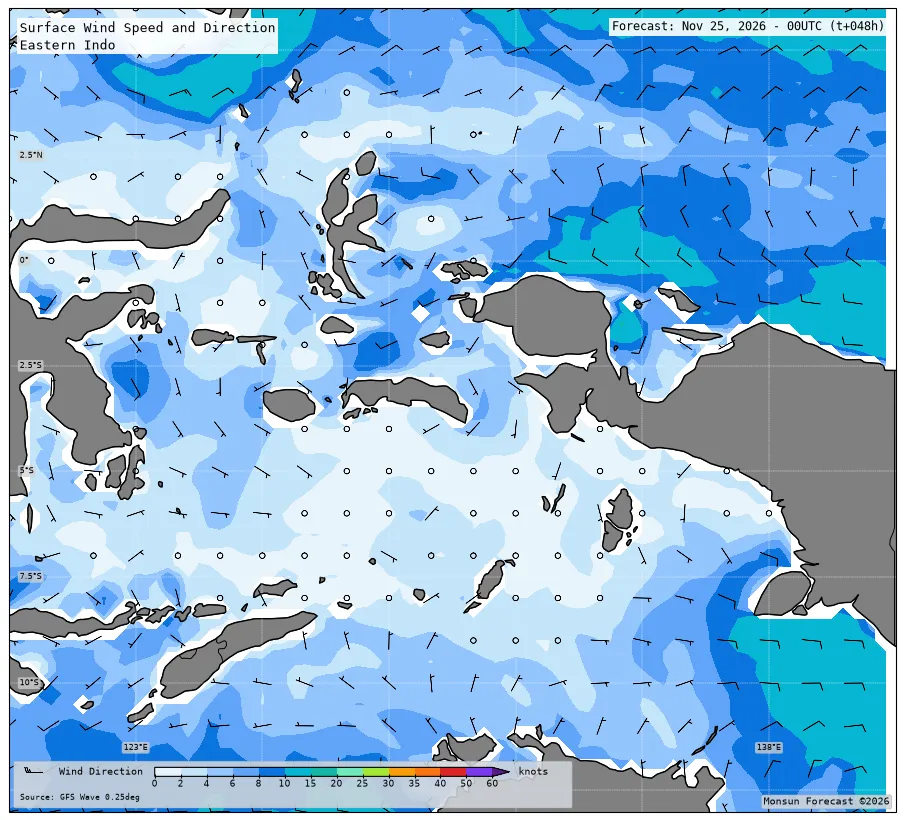 Surface Wind Speed and Direction
Eastern Indo
Forecast: Nov 25, 2026 - 00UTC (t+048h)
2.5°N
0°
2.5°S
5°S
7.5°S
10°S
123°E
138°E
Wind Direction
knots
0 2 4 6 8 10 15 20 25 30 35 40 50 60
Source: GFS Wave 0.25deg
Monsun Forecast ©2026